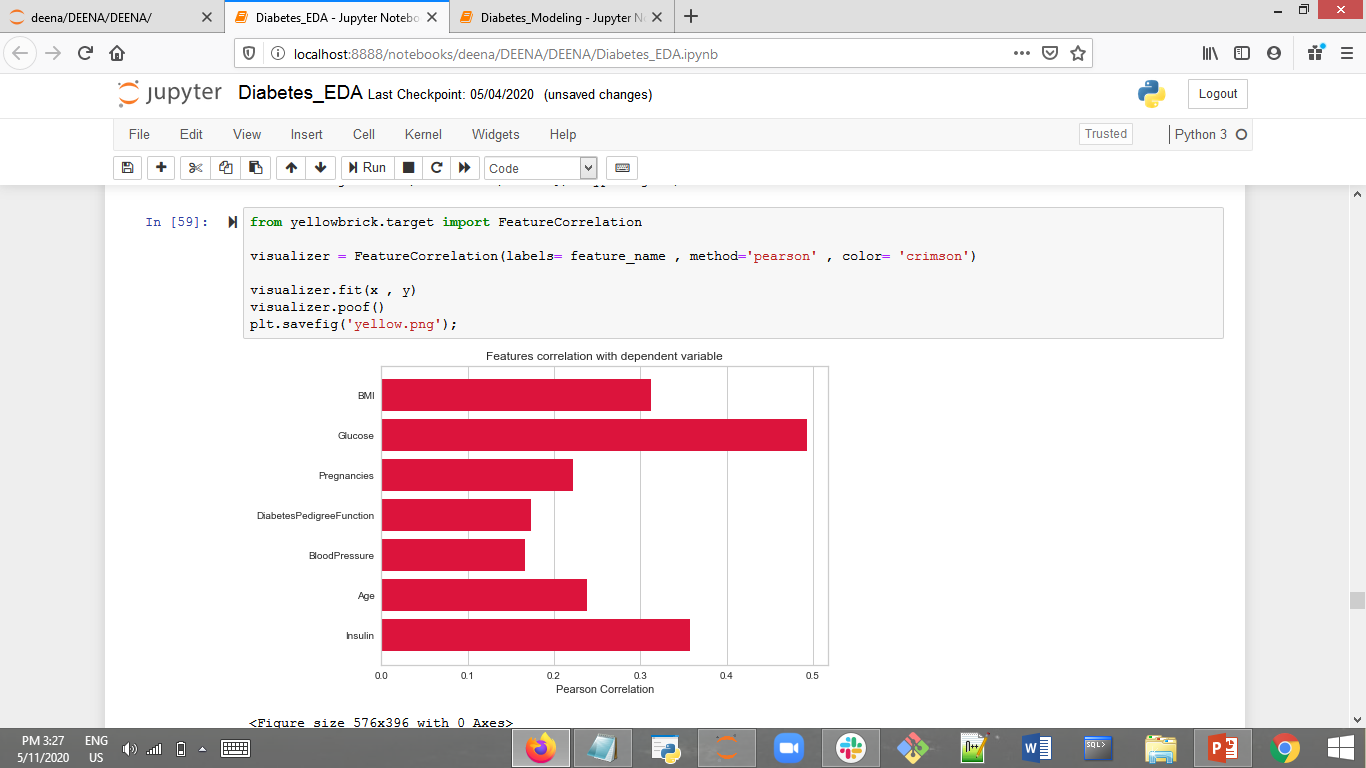 deena/DEENA/DEENA/
Diabetes_EDA - Jupyter Notebo
Diabetes_Modeling - Jupyter N
localhost:8888/notebooks/deena/DEENA/DEENA/Diabetes_EDA.ipynb
jupyter Diabetes_EDA Last Checkpoint: 05/04/2020 (unsaved changes)
Logout
File Edit View Insert Cell Kernel Widgets Help
Trusted
Python 3
Run
Code
In [59]:
from yellowbrick.target import FeatureCorrelation
visualizer = FeatureCorrelation(labels= feature_name , method='pearson' , color= 'crimson')
visualizer.fit(x , y)
visualizer.poof()
plt.savefig('yellow.png');
Features correlation with dependent variable
BMI
Glucose
Pregnancies
DiabetesPedigreeFunction
BloodPressure
Age
Insulin
0.0 0.1 0.2 0.3 0.4 0.5
Pearson Correlation
<Figure size 576x396 with 0 Axes>
PM 3:27
5/11/2020
ENG
US
SQL>